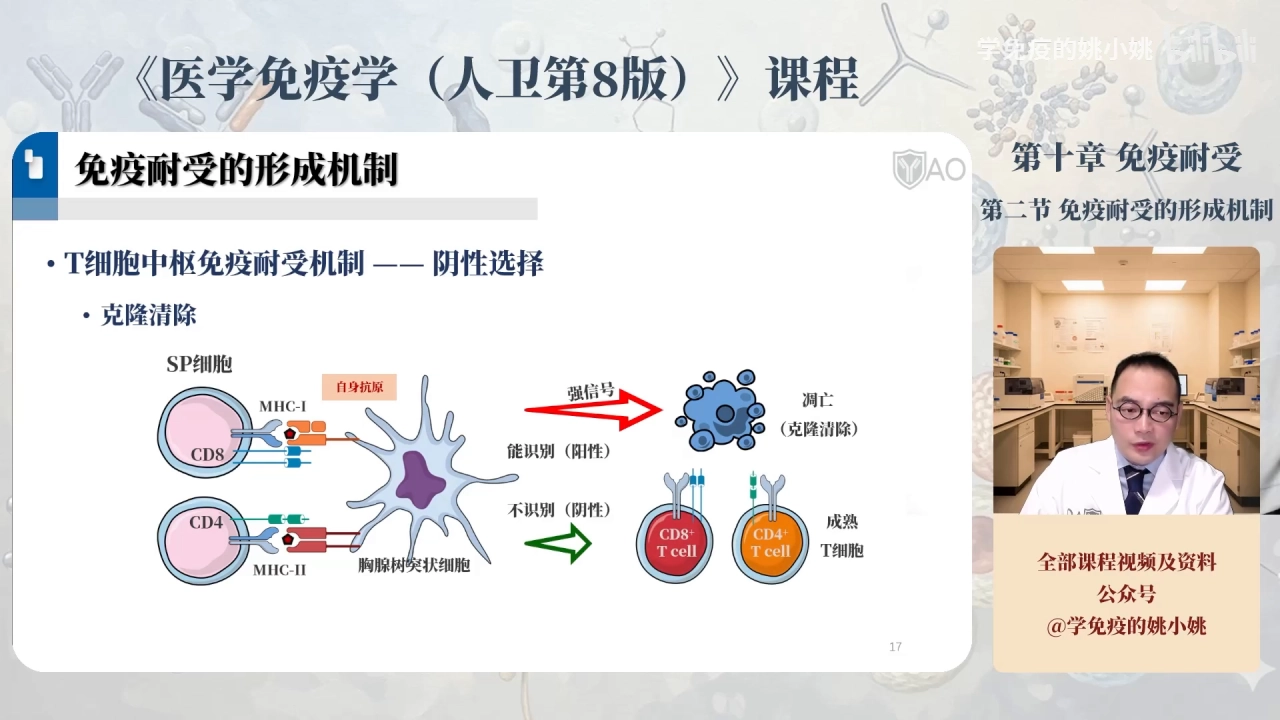 学免疫的姚小姚 bilibili
《医学免疫学（人卫第8版）》课程
免疫耐受的形成机制
YAO
第十章 免疫耐受
第二节 免疫耐受的形成机制
• T细胞中枢免疫耐受机制 —— 阴性选择
• 克隆清除
SP细胞
自身抗原
MHC-I
CD8
CD4
MHC-II
胸腺树突状细胞
强信号
能识别（阳性）
凋亡
（克隆清除）
不识别（阴性）
CD8⁺
T cell
CD4⁺
T cell
成熟
T细胞
17
全部课程视频及资料
公众号
@学免疫的姚小姚